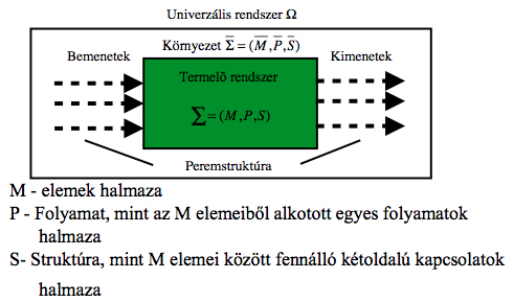 Univerzális rendszer Ω
Környezet Σ̅ = (M̅, P̅, S̅)
Bemenetek
Kimenetek
Termelõ rendszer
∑ = (M, P, S)
Peremstruktúra
M - elemek halmaza
P - Folyamat, mint az M elemeiből alkotott egyes folyamatok
halmaza
S- Struktúra, mint M elemei között fennálló kétoldalú kapcsolatok
halmaza